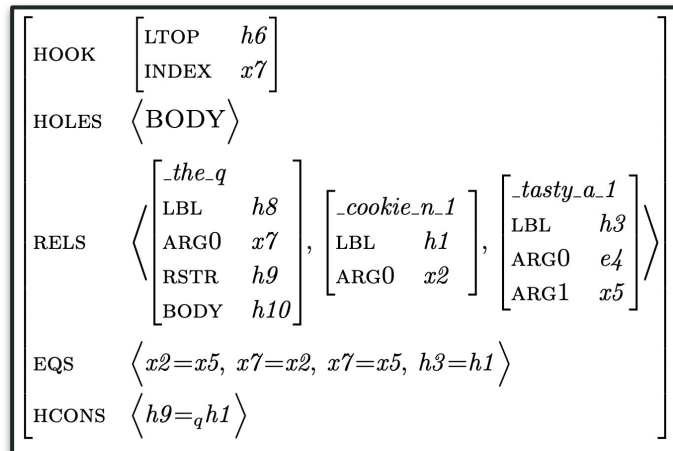 HOOK [LTOP h6
INDEX x7]
HOLES ⟨BODY⟩
RELS ⟨[_the_q
LBL h8
ARG0 x7
RSTR h9
BODY h10], [_cookie_n_1
LBL h1
ARG0 x2], [_tasty_a_1
LBL h3
ARG0 e4
ARG1 x5]⟩
EQS ⟨x2=x5, x7=x2, x7=x5, h3=h1⟩
HCONS ⟨h9=qh1⟩